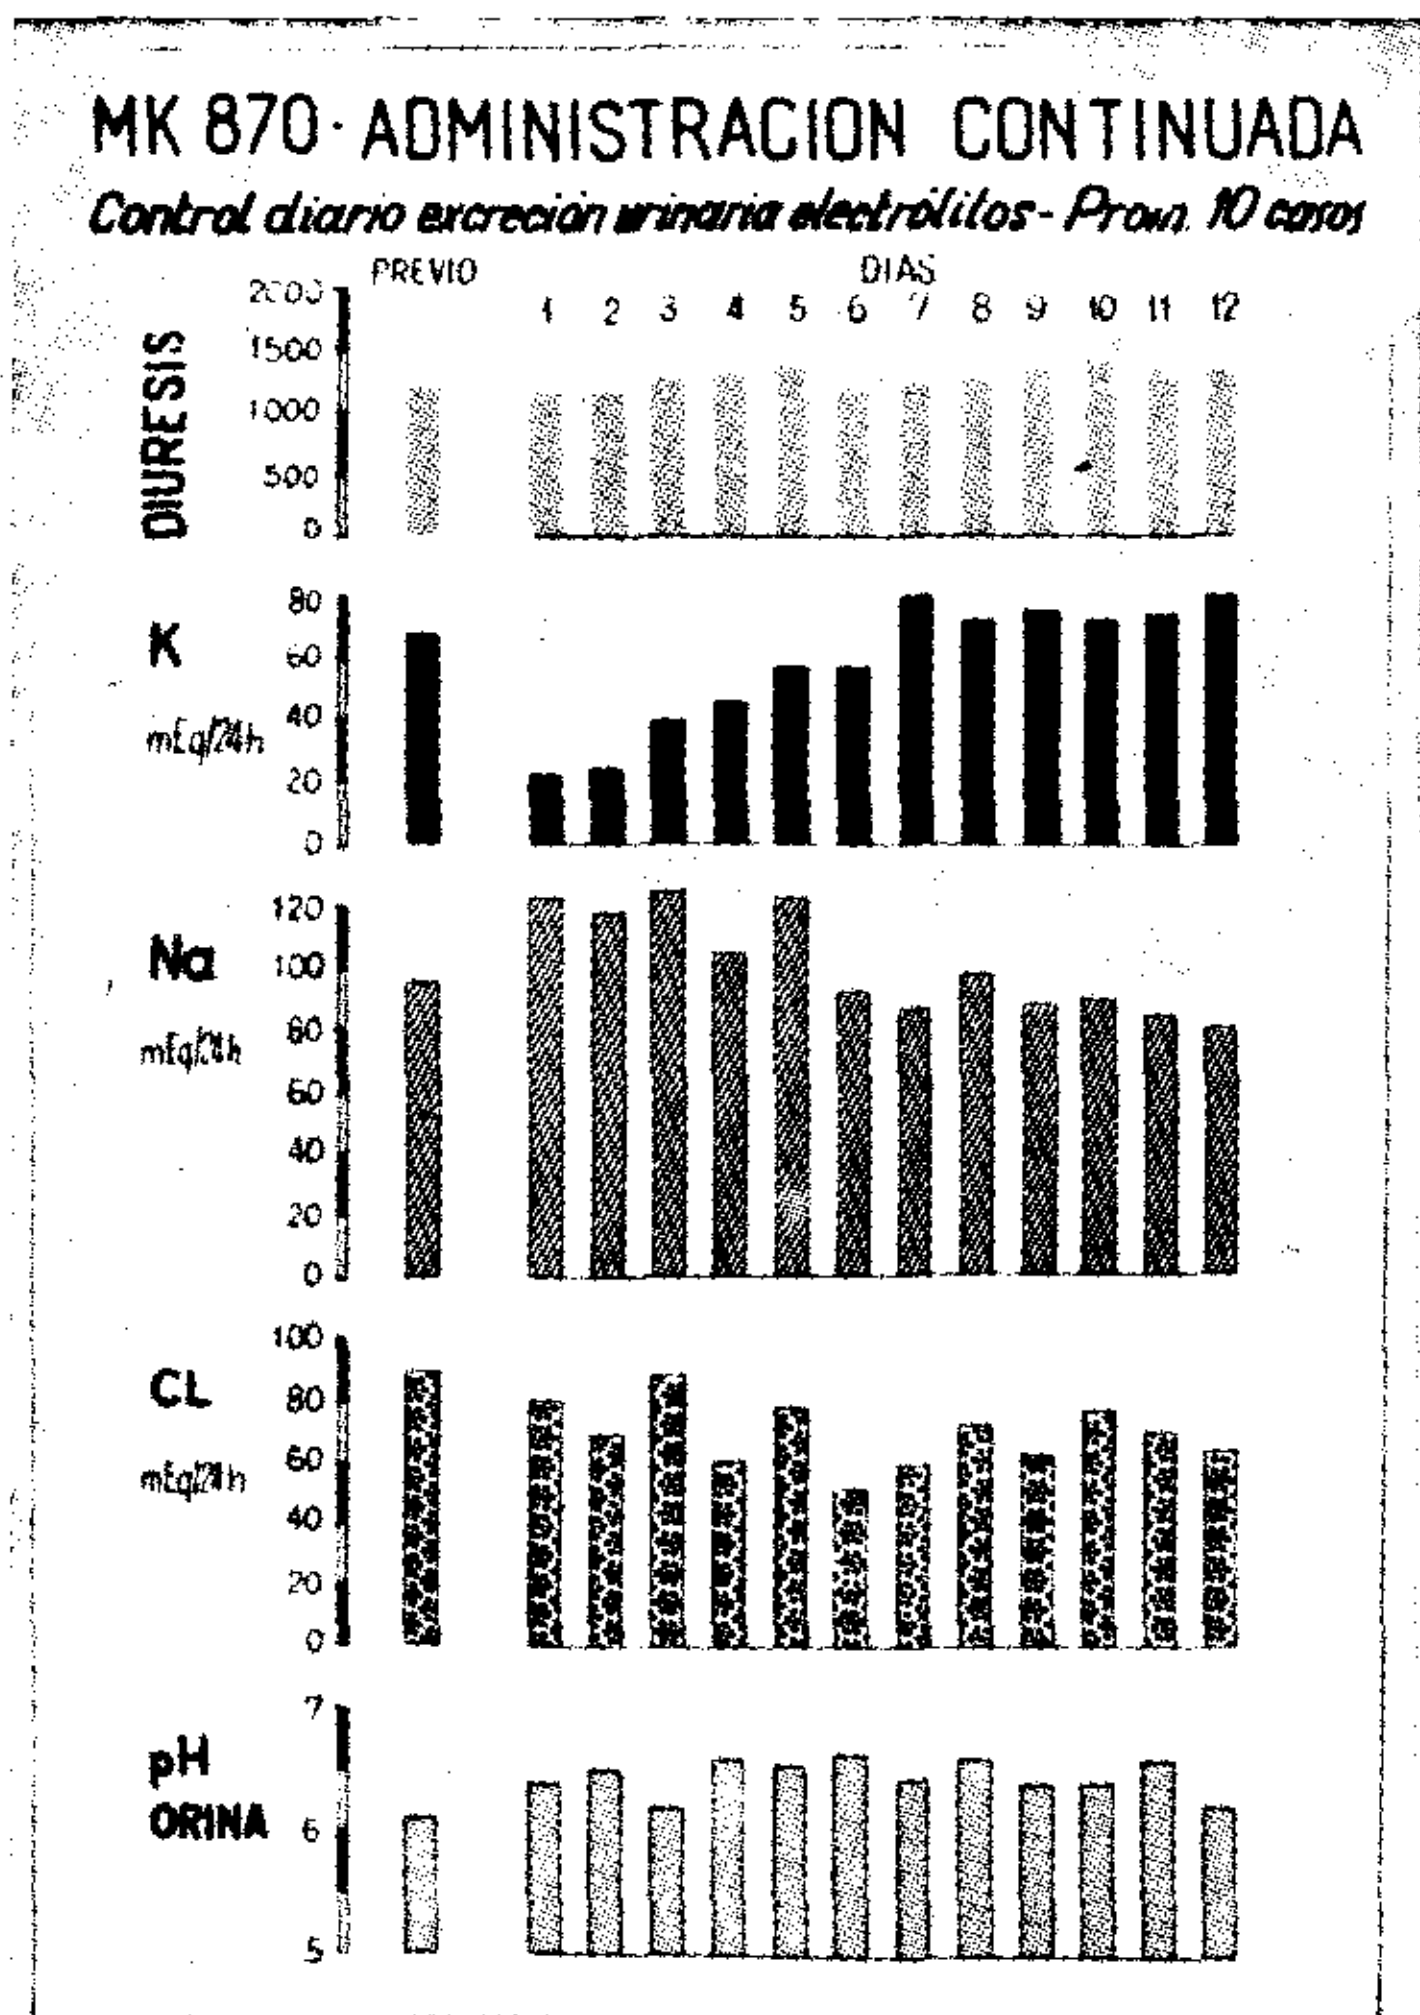 MK 870 · ADMINISTRACION CONTINUADA
Control diario excreción urinaria electrólitos - Prom. 10 casos
PREVIO
DIAS
1 2 3 4 5 6 7 8 9 10 11 12
DIURESIS
2000
1500
1000
500
0
K
mEq/24h
80
60
40
20
0
Na
mEq/24h
120
100
80
60
40
20
0
CL
mEq/24h
100
80
60
40
20
0
pH
ORINA
7
6
5